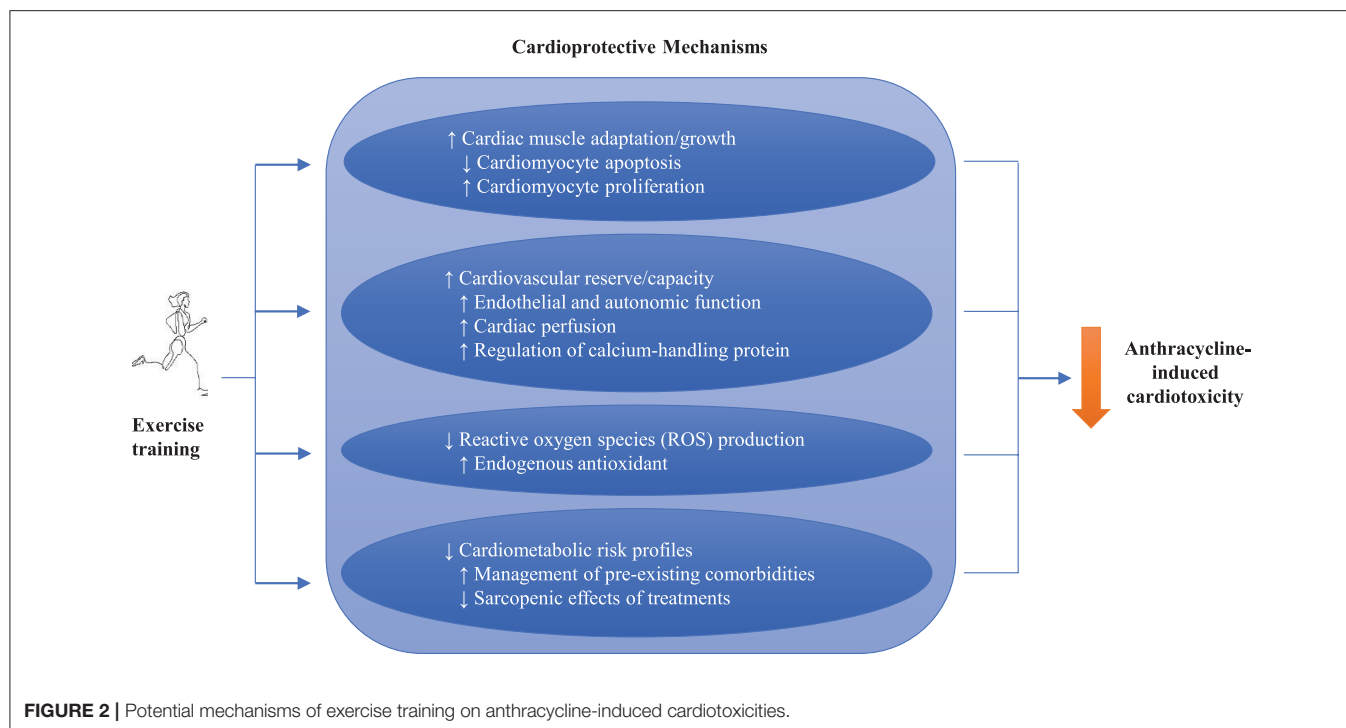 Cardioprotective Mechanisms
↑ Cardiac muscle adaptation/growth
↓ Cardiomyocyte apoptosis
↑ Cardiomyocyte proliferation
↑ Cardiovascular reserve/capacity
↑ Endothelial and autonomic function
↑ Cardiac perfusion
↑ Regulation of calcium-handling protein
↓ Reactive oxygen species (ROS) production
↑ Endogenous antioxidant
↓ Cardiometabolic risk profiles
↑ Management of pre-existing comorbidities
↓ Sarcopenic effects of treatments
Exercise
training
Anthracycline-
induced
cardiotoxicity
FIGURE 2 | Potential mechanisms of exercise training on anthracycline-induced cardiotoxicities.